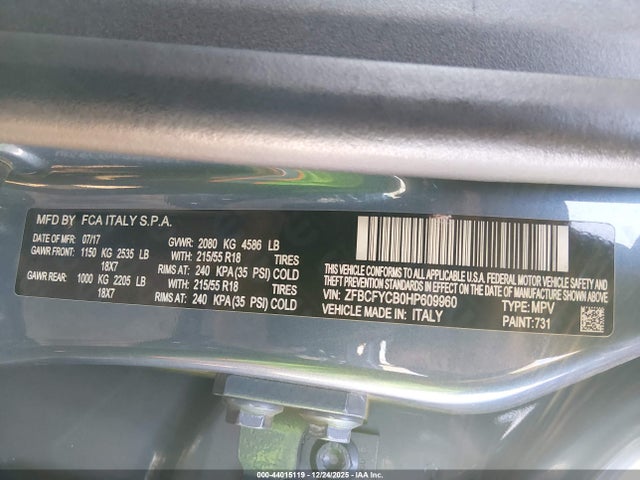 MFD BY FCA ITALY S.P.A.
DATE OF MFR: 07/17 GVWR: 2080 KG 4586 LB
GAWR FRONT: 1150 KG 2535 LB WITH: 215/55 R18 TIRES
18X7 RIMS AT: 240 KPA(35 PSI) COLD
GAWR REAR: 1000 KG 2205 LB WITH: 215/55 R18 TIRES
18X7 RIMS AT: 240 KPA(35 PSI) COLD
THIS VEHICLE CONFORMS TO ALL APPLICABLE U.S.A. FEDERAL MOTOR VEHICLE SAFETY AND
THEFT PREVENTION STANDARDS IN EFFECT ON THE DATE OF MANUFACTURE SHOWN ABOVE.
VIN: ZFBCFYCB0HP609960 TYPE: MPV
VEHICLE MADE IN: ITALY PAINT: 731
000-44015119 - 12/24/2025 - IAAI.COM